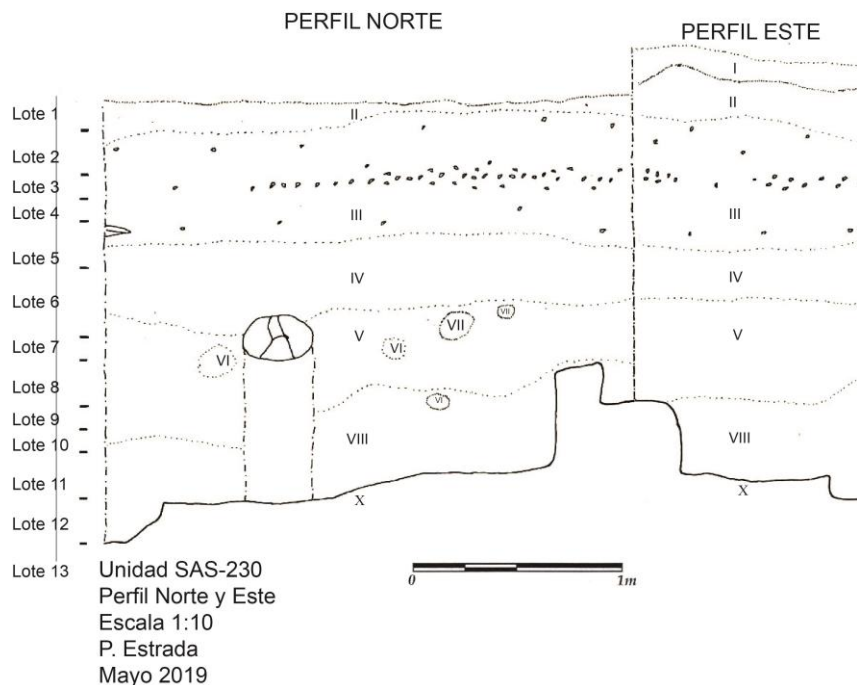 PERFIL NORTE
PERFIL ESTE
I
II
II
Lote 1
Lote 2
Lote 3
Lote 4
III
III
Lote 5
IV
IV
Lote 6
VII
VII
V
V
Lote 7
VI
VI
Lote 8
VI
Lote 9
VIII
VIII
Lote 10
Lote 11
X
X
Lote 12
Lote 13
0
1m
Unidad SAS-230
Perfil Norte y Este
Escala 1:10
P. Estrada
Mayo 2019